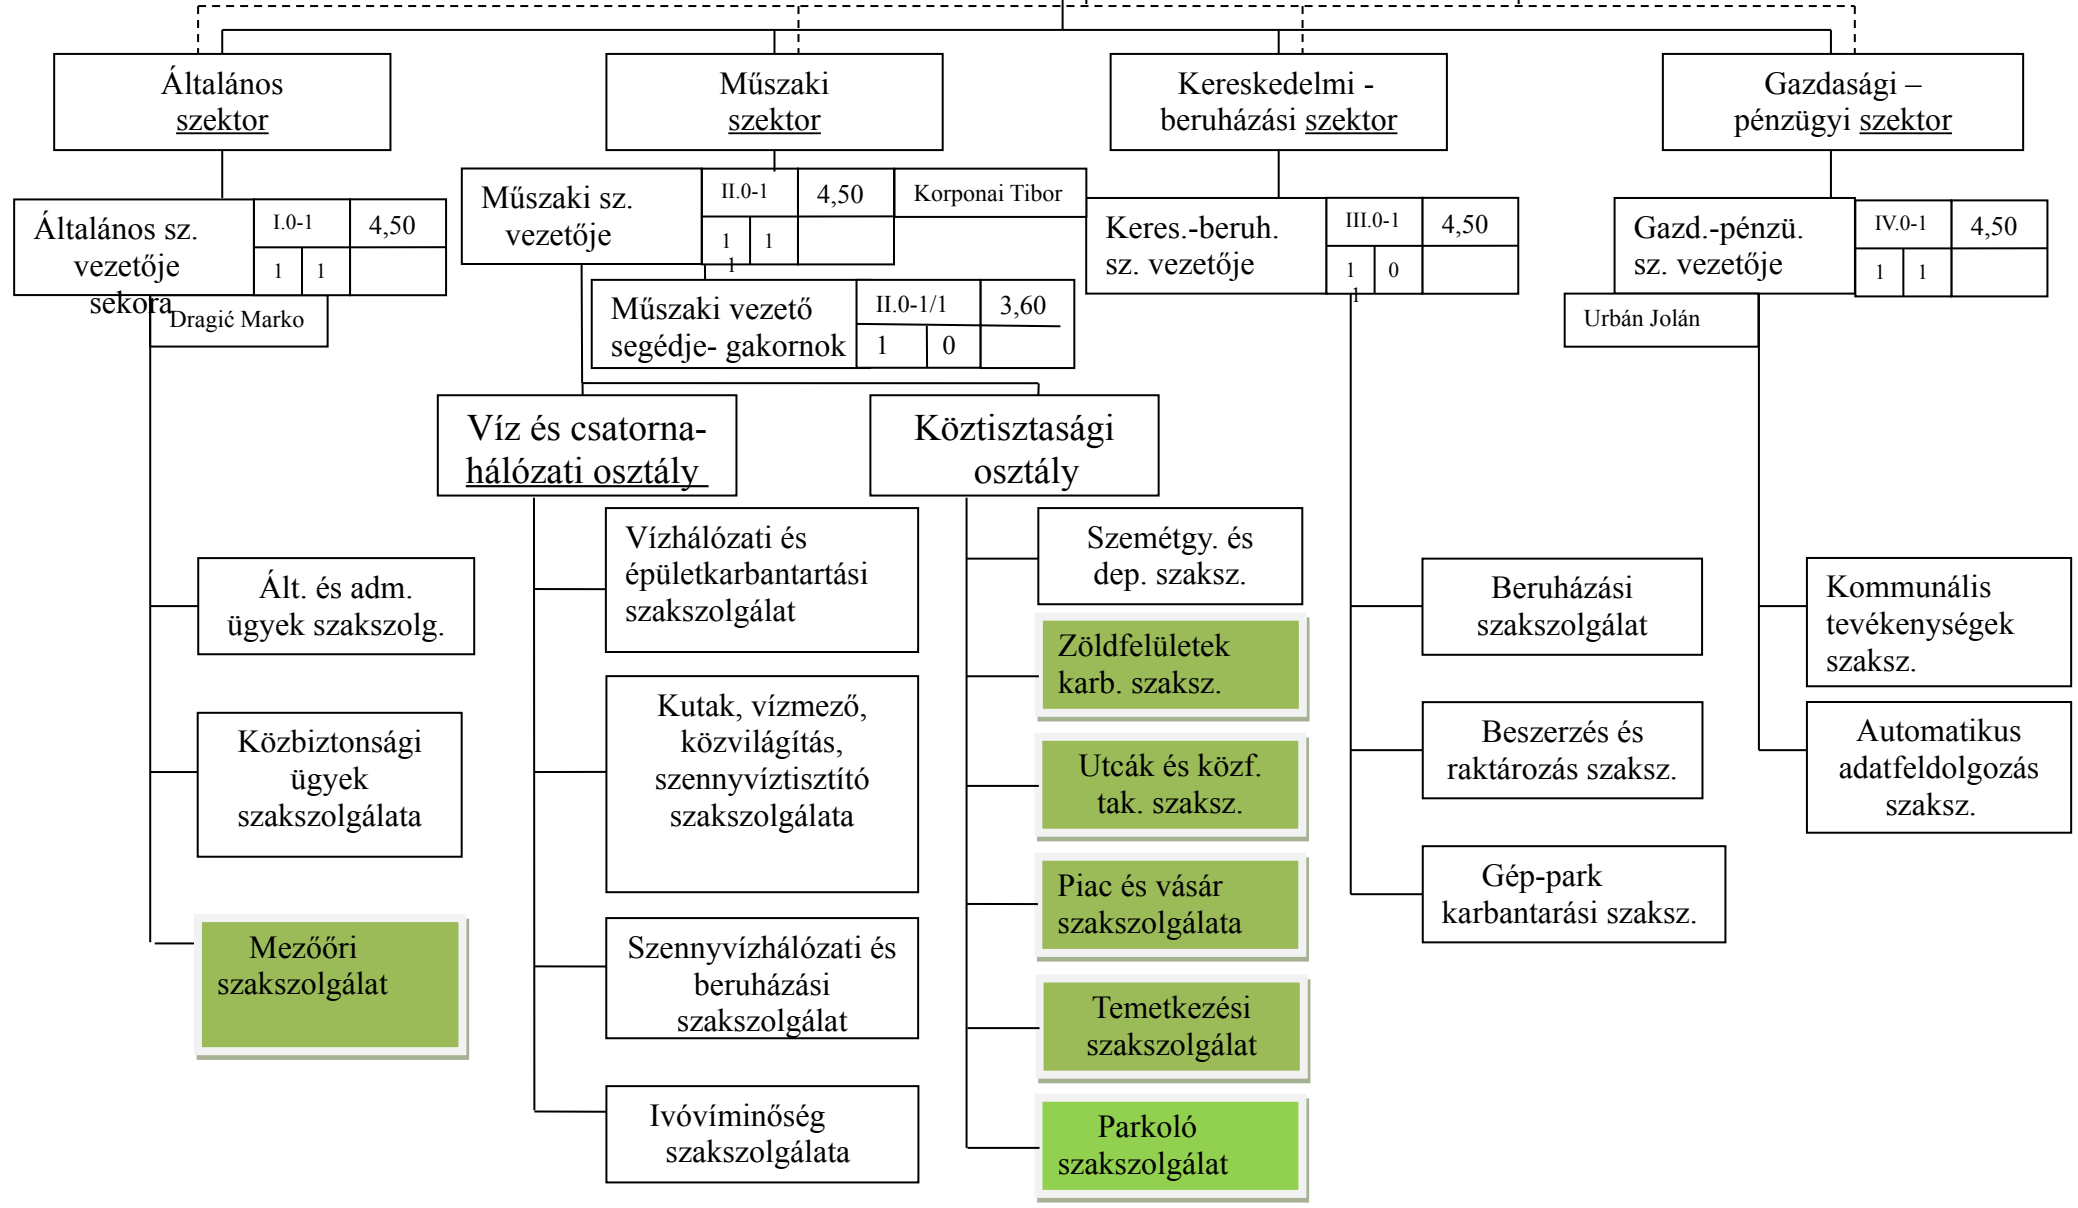 Általános
szektor
Műszaki
szektor
Kereskedelmi -
beruházási szektor
Gazdasági –
pénzügyi szektor
Általános sz.
vezetője
sekora
I.0-1
4,50
1
1
Dragić Marko
Műszaki sz.
vezetője
II.0-1
4,50
1
1
1
Korponai Tibor
Műszaki vezető
segédje- gakornok
II.0-1/1
3,60
1
0
Keres.-beruh.
sz. vezetője
III.0-1
4,50
1
0
1
Gazd.-pénzü.
sz. vezetője
IV.0-1
4,50
1
1
Urbán Jolán
Víz és csatorna-
hálózati osztály
Köztisztasági
osztály
Ált. és adm.
ügyek szakszolg.
Közbiztonsági
ügyek
szakszolgálata
Mezőőri
szakszolgálat
Vízhálózati és
épületkarbantartási
szakszolgálat
Kutak, vízmező,
közvilágítás,
szennyvíztisztító
szakszolgálata
Szennyvízhálózati és
beruházási
szakszolgálat
Ivóvíminőség
szakszolgálata
Szemétgy. és
dep. szaksz.
Zöldfelületek
karb. szaksz.
Utcák és közf.
tak. szaksz.
Piac és vásár
szakszolgálata
Temetkezési
szakszolgálat
Parkoló
szakszolgálat
Beruházási
szakszolgálat
Beszerzés és
raktározás szaksz.
Gép-park
karbantarási szaksz.
Kommunális
tevékenységek
szaksz.
Automatikus
adatfeldolgozás
szaksz.